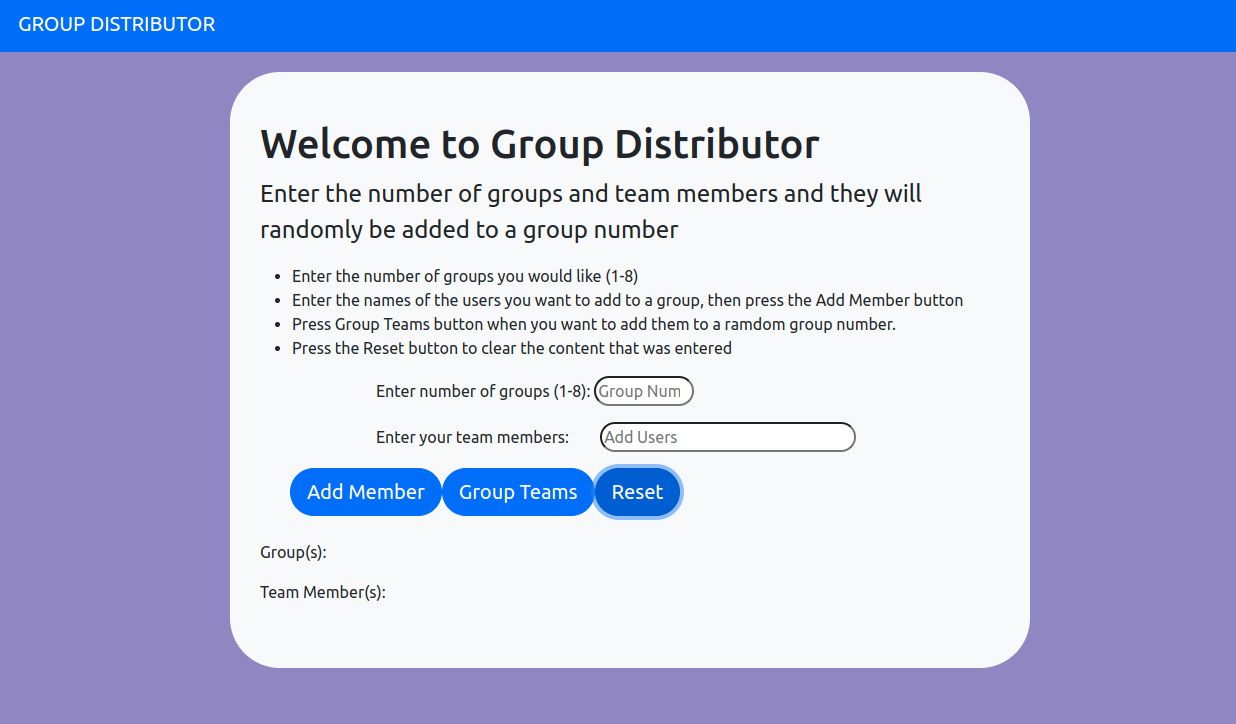 GROUP DISTRIBUTOR
Welcome to Group Distributor
Enter the number of groups and team members and they will
randomly be added to a group number
• Enter the number of groups you would like (1-8)
• Enter the names of the users you want to add to a group, then press the Add Member button
• Press Group Teams button when you want to add them to a ramdom group number.
• Press the Reset button to clear the content that was entered
Enter number of groups (1-8): Group Num
Enter your team members: Add Users
Add Member Group Teams Reset
Group(s):
Team Member(s):